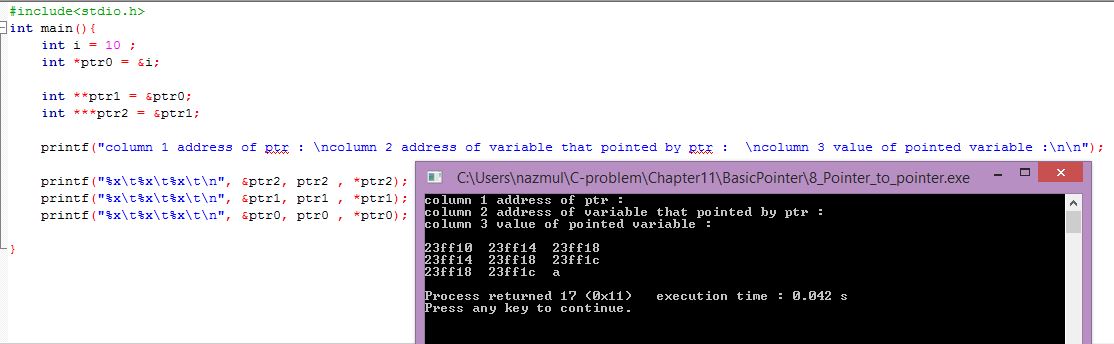 #include<stdio.h>
int main(){
int i = 10 ;
int *ptr0 = &i;
int **ptr1 = &ptr0;
int ***ptr2 = &ptr1;
printf("column 1 address of ptr : \ncolumn 2 address of variable that pointed by ptr :  \ncolumn 3 value of pointed variable :\n\n");
printf("%x\t%x\t%x\t\n", &ptr2, ptr2 , *ptr2);
printf("%x\t%x\t%x\t\n", &ptr1, ptr1 , *ptr1);
printf("%x\t%x\t%x\t\n", &ptr0, ptr0 , *ptr0);
}
C:\Users\nazmul\C-problem\Chapter11\BasicPointer\8_Pointer_to_pointer.exe
column 1 address of ptr :
column 2 address of variable that pointed by ptr :
column 3 value of pointed variable :
23ff10 23ff14 23ff18
23ff14 23ff18 23ff1c
23ff18 23ff1c a
Process returned 17 (0x11)   execution time : 0.042 s
Press any key to continue.